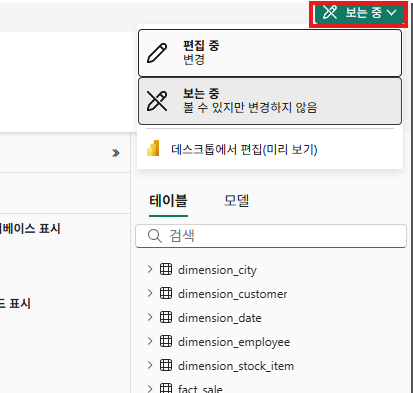 보는 중
편집 중
변경
보는 중
볼 수 있지만 변경하지 않음
데스크톱에서 편집(미리 보기)
테이블 모델
베이스 표시
검색
dimension_city
dimension_customer
드 표시
dimension_date
dimension_employee
dimension_stock_item
fact_sale